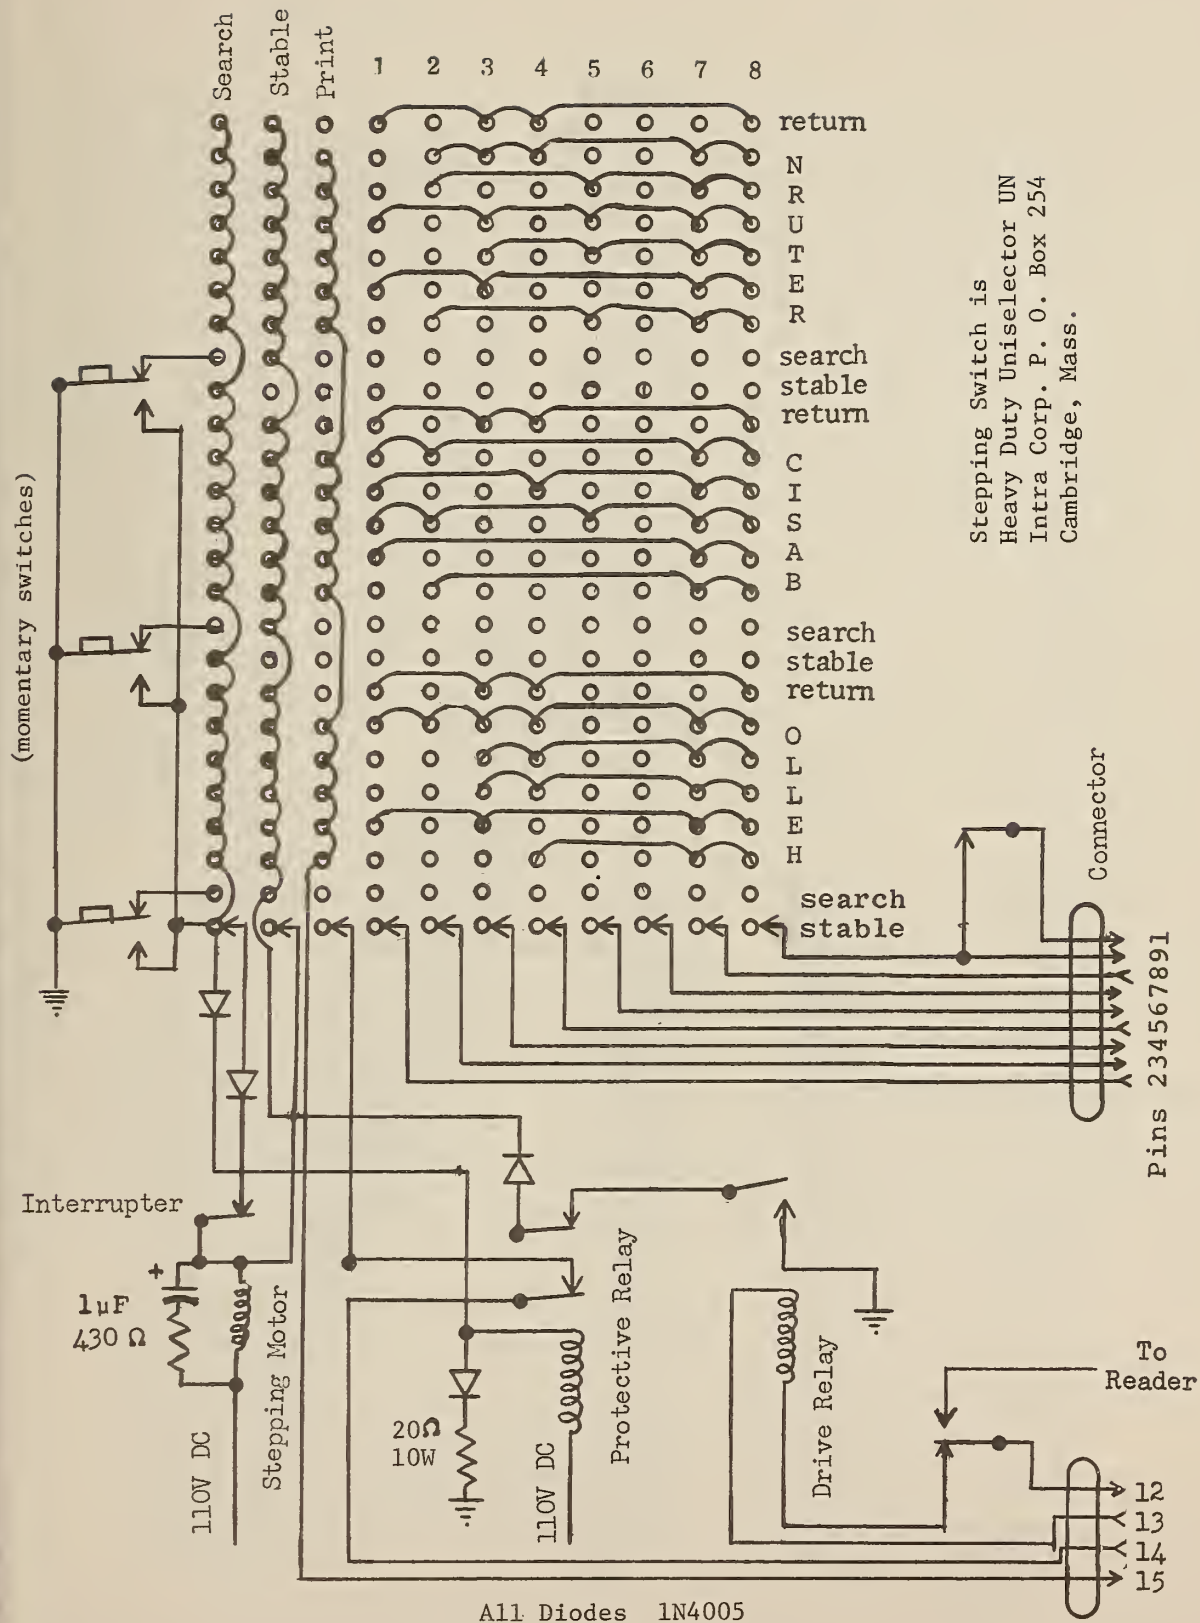 Search
Stable
Print
1 2 3 4 5 6 7 8
return
N
R
U
T
E
R
search
stable
return
C
I
S
A
B
search
stable
return
O
L
L
E
H
search
stable
(momentary switches)
Stepping Switch is
Heavy Duty Uniselector UN
Intra Corp. P. O. Box 254
Cambridge, Mass.
Connector
Pins 234567891
Interrupter
+
1μF
430 Ω
Stepping Motor
110V DC
20Ω
10W
110V DC
Protective Relay
Drive Relay
To
Reader
12
13
14
15
All Diodes 1N4005